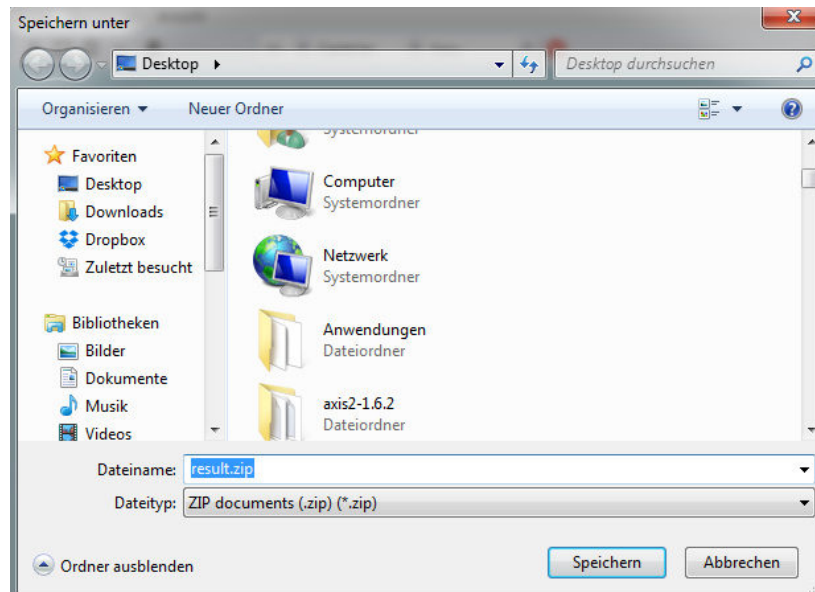 Speichern unter
Desktop
Desktop durchsuchen
Organisieren
Neuer Ordner
Favoriten
Desktop
Downloads
Dropbox
Zuletzt besucht
Bibliotheken
Bilder
Dokumente
Musik
Videos
Systemordner
Computer
Systemordner
Netzwerk
Systemordner
Anwendungen
Dateiordner
axis2-1.6.2
Dateiordner
Dateiname: result.zip
Dateityp: ZIP documents (.zip) (*.zip)
Ordner ausblenden
Speichern
Abbrechen